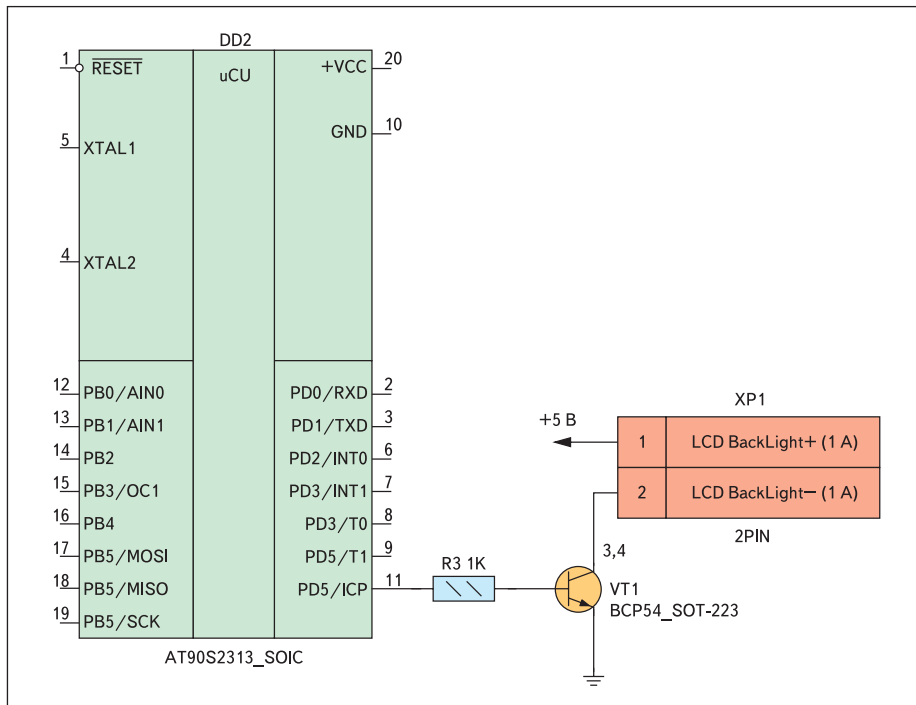 DD2
1 RESET uCU +VCC 20
GND 10
5 XTAL1
4 XTAL2
12 PB0/AIN0 PD0/RXD 2
13 PB1/AIN1 PD1/TXD 3
14 PB2 PD2/INT0 6
15 PB3/OC1 PD3/INT1 7
16 PB4 PD3/T0 8
17 PB5/MOSI PD5/T1 9
18 PB5/MISO PD5/ICP 11
19 PB5/SCK
AT90S2313_SOIC
R3 1K
XP1
+5 В
1 LCD BackLight+ (1 A)
2 LCD BackLight− (1 A)
2PIN
3,4
VT1
BCP54_SOT-223